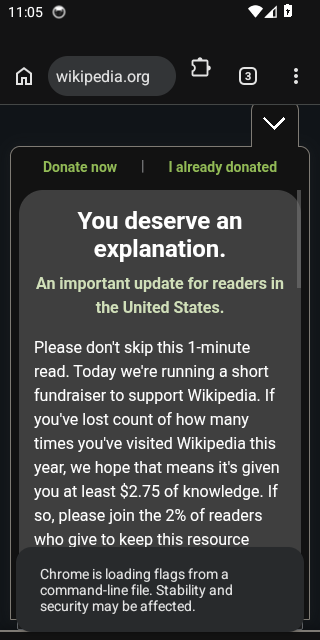 11:05
wikipedia.org
3
Donate now | I already donated
You deserve an
explanation.
An important update for readers in
the United States.
Please don't skip this 1-minute
read. Today we're running a short
fundraiser to support Wikipedia. If
you've lost count of how many
times you've visited Wikipedia this
year, we hope that means it's given
you at least $2.75 of knowledge. If
so, please join the 2% of readers
who give to keep this resource
Chrome is loading flags from a
command-line file. Stability and
security may be affected.